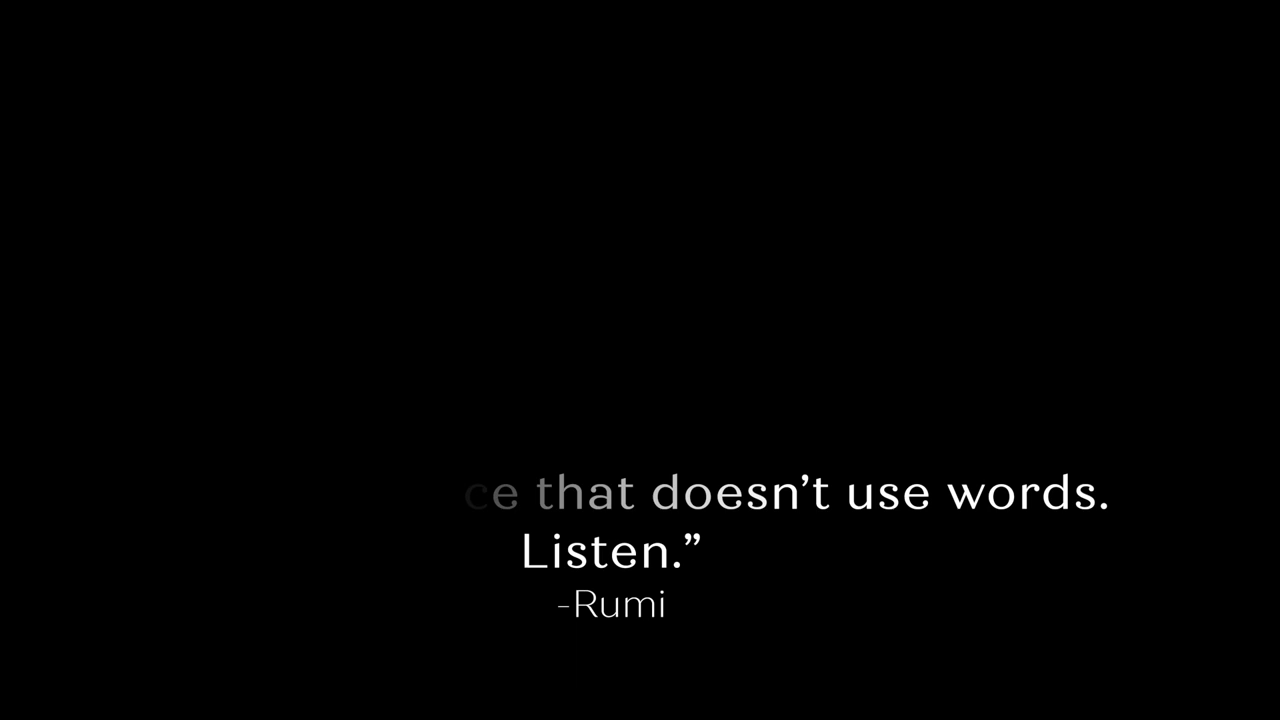 ce that doesn’t use words.
Listen.”
-Rumi